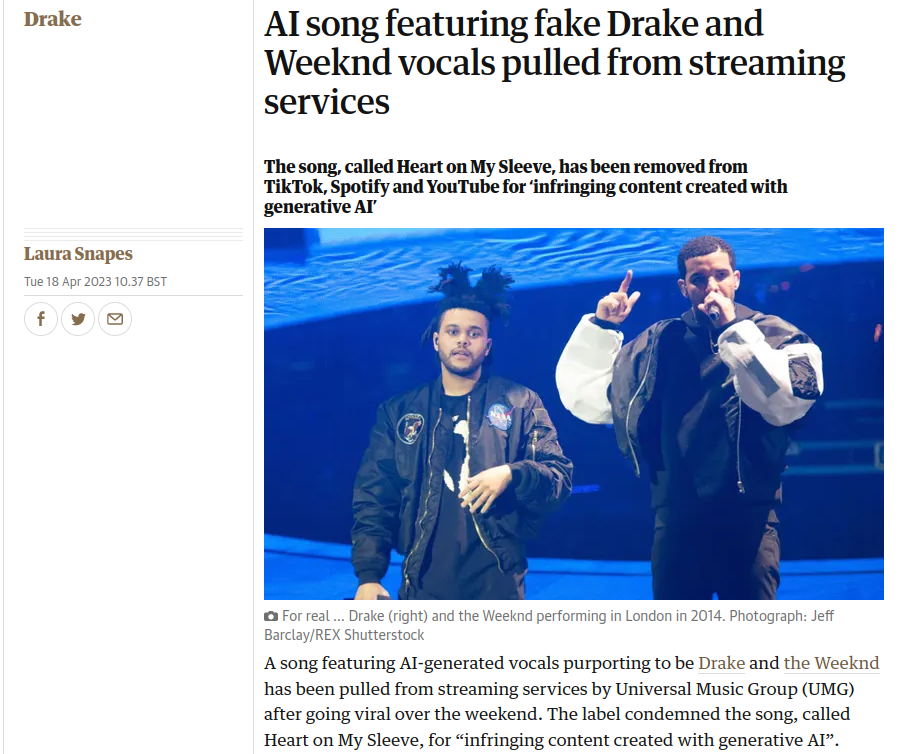 Drake
AI song featuring fake Drake and
Weeknd vocals pulled from streaming
services
The song, called Heart on My Sleeve, has been removed from
TikTok, Spotify and YouTube for ‘infringing content created with
generative AI’
Laura Snapes
Tue 18 Apr 2023 10.37 BST
For real ... Drake (right) and the Weeknd performing in London in 2014. Photograph: Jeff
Barclay/REX Shutterstock
A song featuring AI-generated vocals purporting to be Drake and the Weeknd
has been pulled from streaming services by Universal Music Group (UMG)
after going viral over the weekend. The label condemned the song, called
Heart on My Sleeve, for “infringing content created with generative AI”.